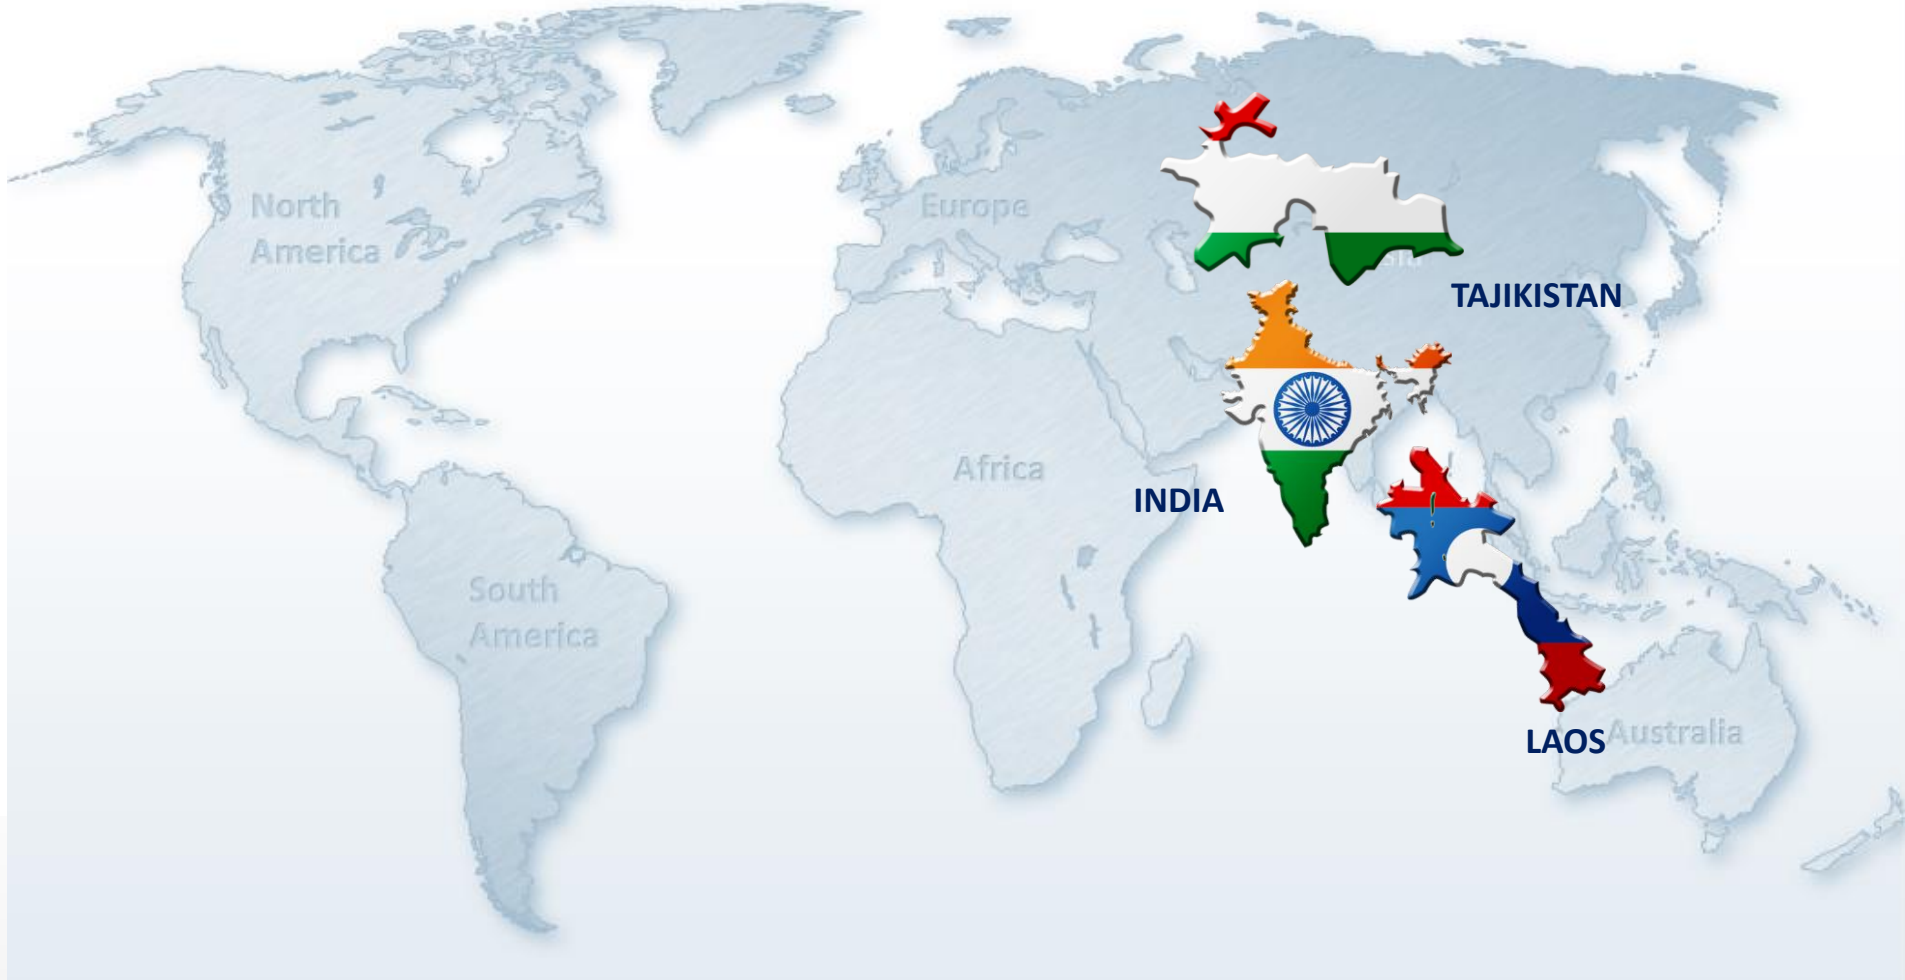 North
America
Europe
TAJIKISTAN
Africa
INDIA
South
America
LAOS
Australia